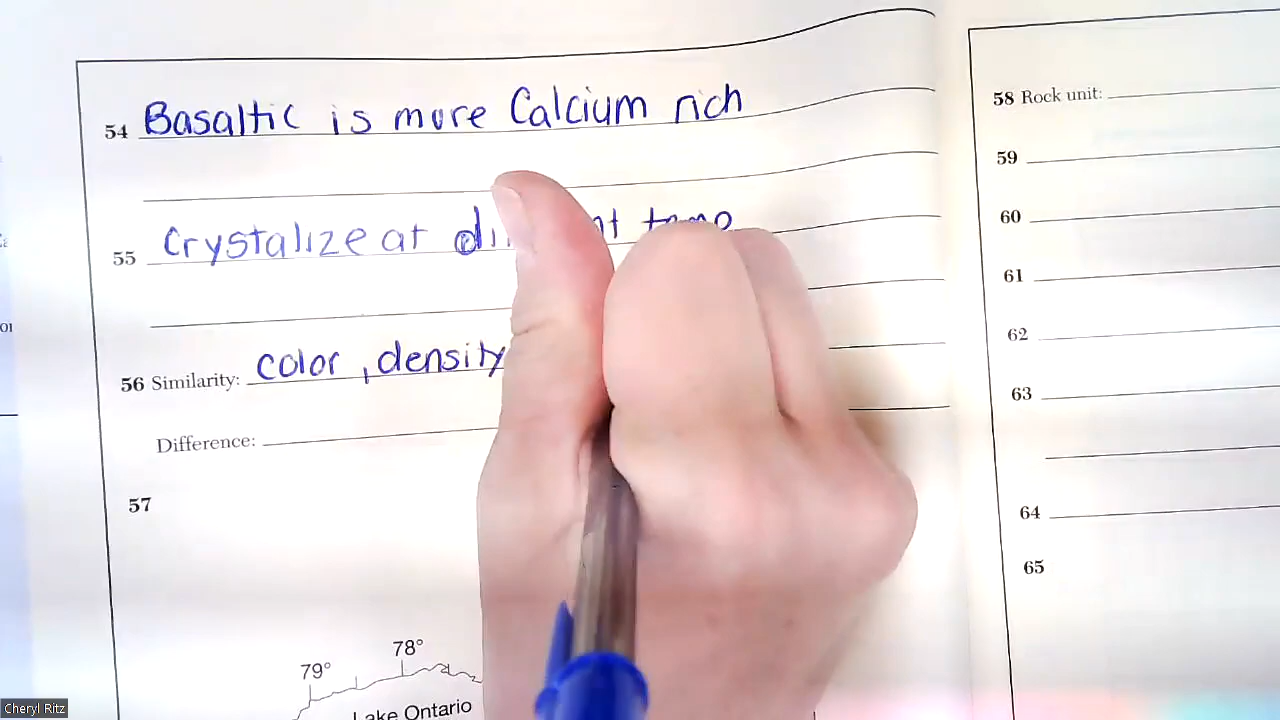 54 Basaltic is more Calcium rich
55 Crystalize at temp
56 Similarity: color, density
Difference:
57
79° 78°
Lake Ontario
58 Rock unit:
59
60
61
62
63
64
65
Cheryl Ritz